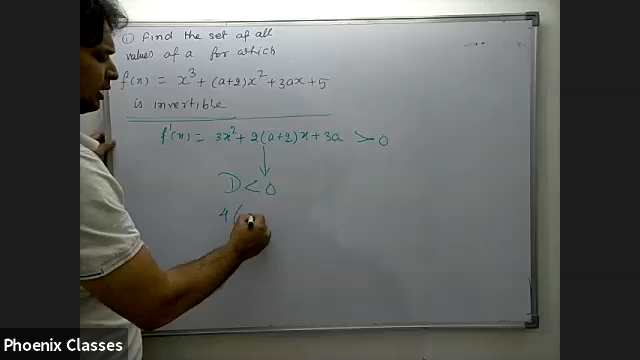 ① Find the set of all
values of a for which
f(x) = x³ + (a+2)x² + 3ax + 5
is invertible
f'(x) = 3x² + 2(a+2)x + 3a > 0
D < 0
4(
Phoenix Classes